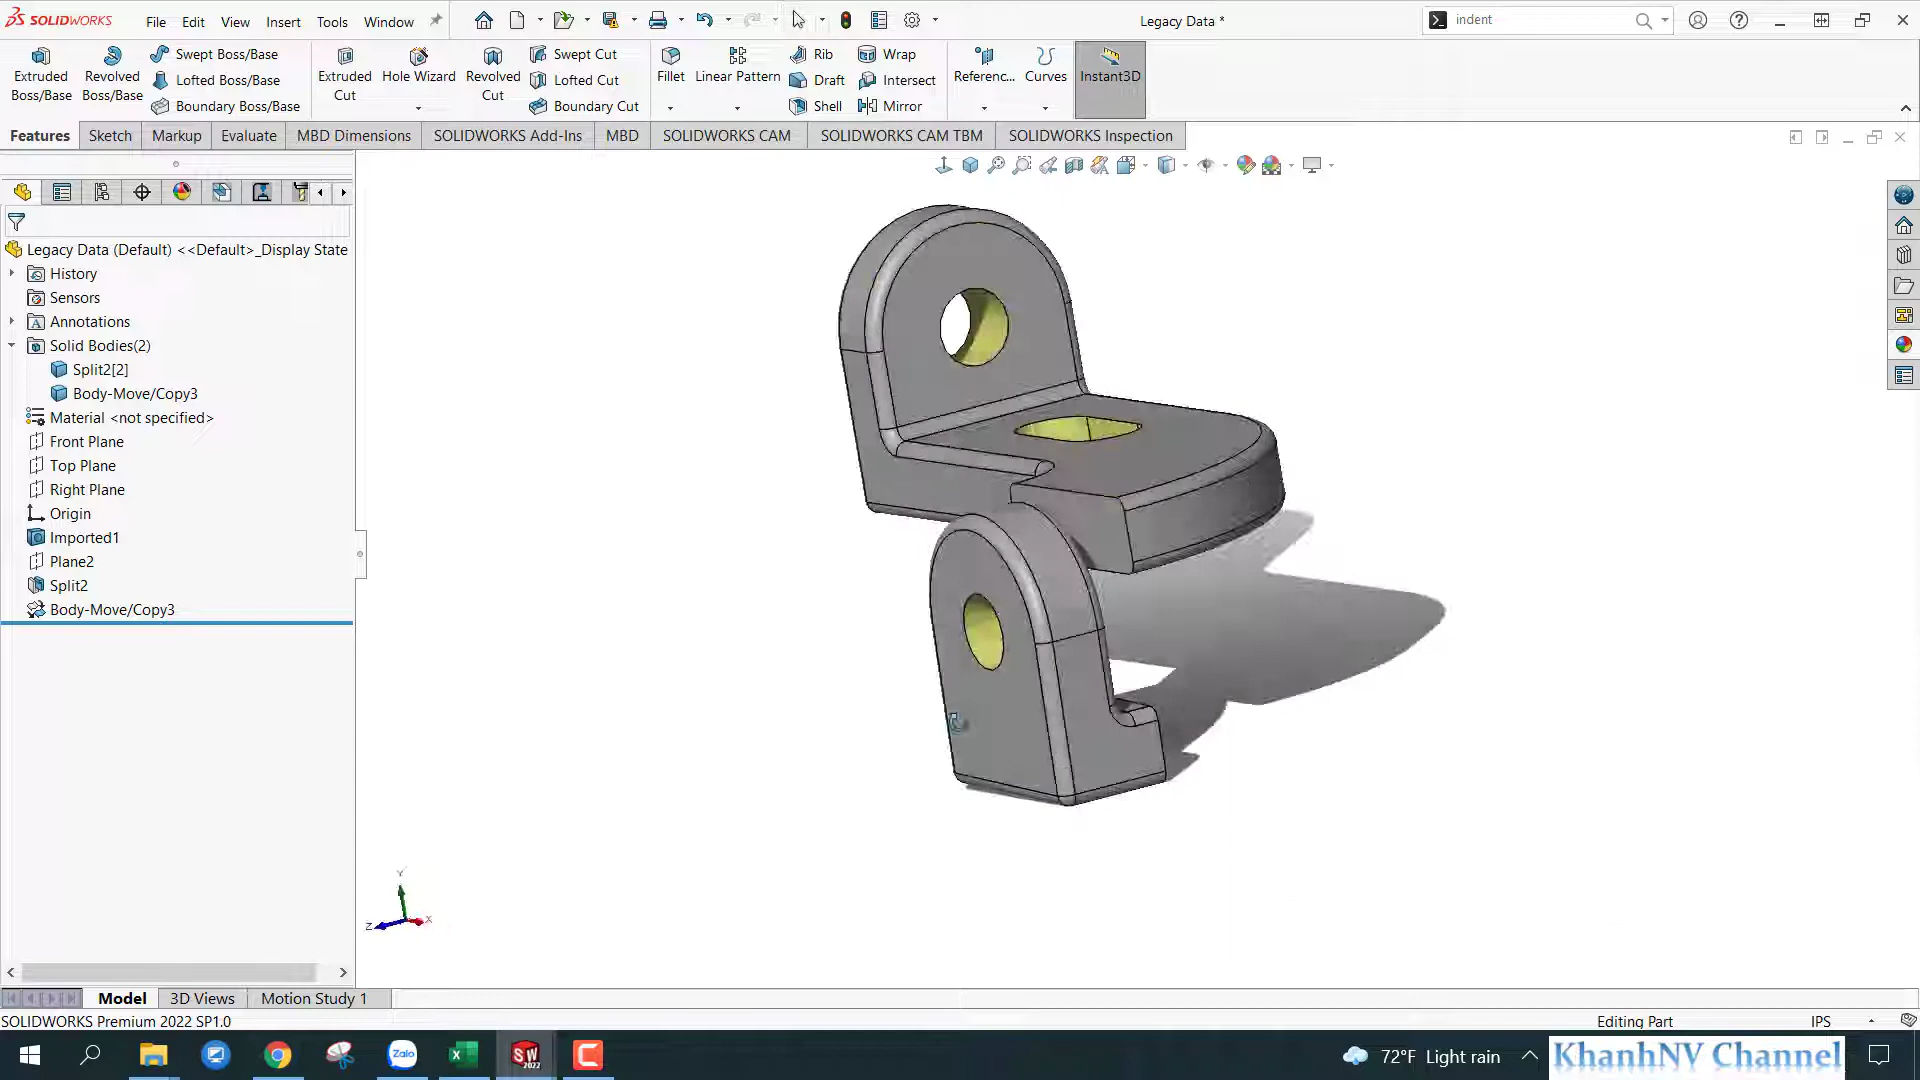 SOLIDWORKS
File Edit View Insert Tools Window
Legacy Data *
indent
Extruded Boss/Base
Revolved Boss/Base
Swept Boss/Base
Lofted Boss/Base
Boundary Boss/Base
Extruded Cut
Hole Wizard
Revolved Cut
Swept Cut
Lofted Cut
Boundary Cut
Fillet
Linear Pattern
Rib
Draft
Shell
Wrap
Intersect
Mirror
Referenc...
Curves
Instant3D
Features Sketch Markup Evaluate MBD Dimensions SOLIDWORKS Add-Ins MBD SOLIDWORKS CAM SOLIDWORKS CAM TBM SOLIDWORKS Inspection
Legacy Data (Default) <<Default>_Display State
History
Sensors
Annotations
Solid Bodies(2)
Split2[2]
Body-Move/Copy3
Material <not specified>
Front Plane
Top Plane
Right Plane
Origin
Imported1
Plane2
Split2
Body-Move/Copy3
Y
Z X
Model 3D Views Motion Study 1
SOLIDWORKS Premium 2022 SP1.0
Editing Part IPS
Zalo
SW 2022
72°F Light rain
KhanhNV Channel